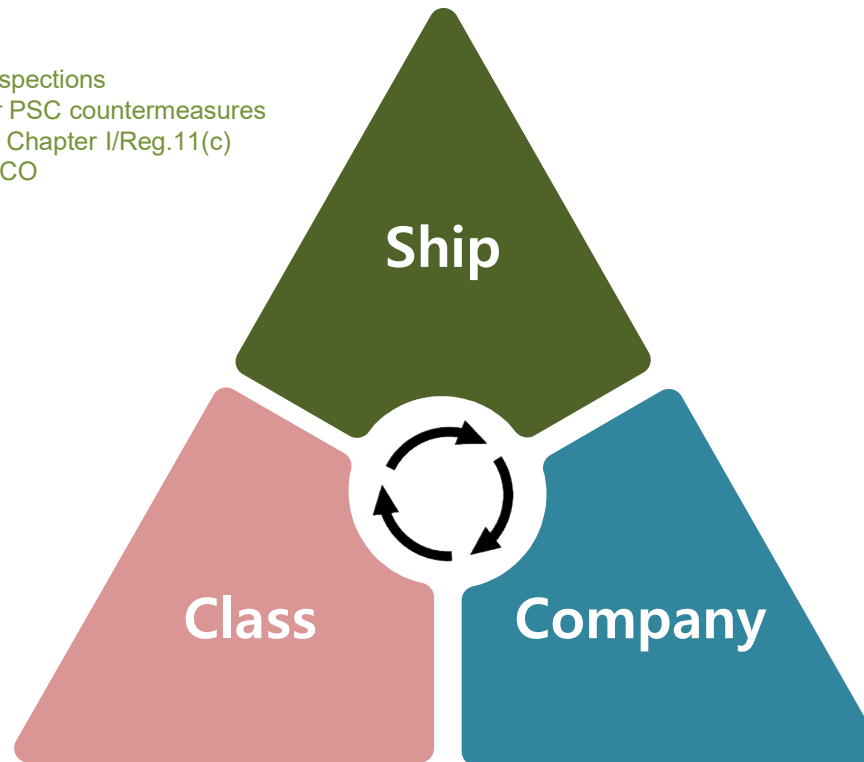 spections
PSC countermeasures
Chapter I/Reg.11(c)
CO
Ship
Class
Company